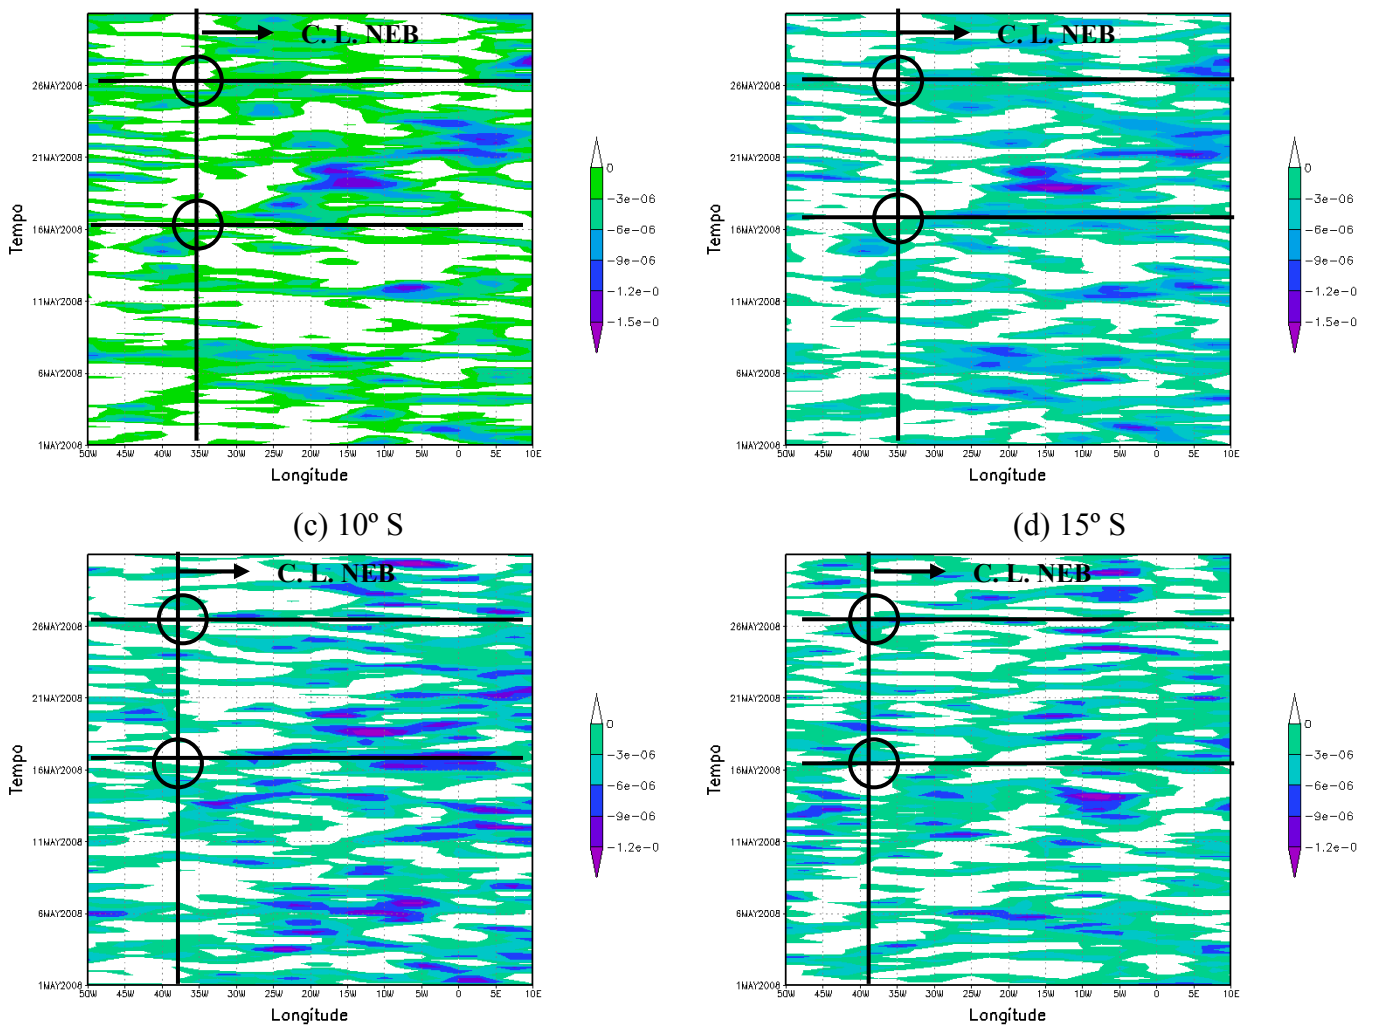 C. L. NEB
26MAY2008
21MAY2008
16MAY2008
11MAY2008
6MAY2008
1MAY2008
50W 45W 40W 35W 30W 25W 20W 15W 10W 5W 0 5E 10E
Tempo
Longitude
0
-3e-06
-6e-06
-9e-06
-1.2e-0
-1.5e-0
C. L. NEB
26MAY2008
21MAY2008
16MAY2008
11MAY2008
6MAY2008
1MAY2008
50W 45W 40W 35W 30W 25W 20W 15W 10W 5W 0 5E 10E
Tempo
Longitude
0
-3e-06
-6e-06
-9e-06
-1.2e-0
-1.5e-0
(c) 10º S
C. L. NEB
26MAY2008
21MAY2008
16MAY2008
11MAY2008
6MAY2008
1MAY2008
50W 45W 40W 35W 30W 25W 20W 15W 10W 5W 0 5E 10E
Tempo
Longitude
0
-3e-06
-6e-06
-9e-06
-1.2e-0
(d) 15º S
C. L. NEB
26MAY2008
21MAY2008
16MAY2008
11MAY2008
6MAY2008
1MAY2008
50W 45W 40W 35W 30W 25W 20W 15W 10W 5W 0 5E 10E
Tempo
Longitude
0
-3e-06
-6e-06
-9e-06
-1.2e-0